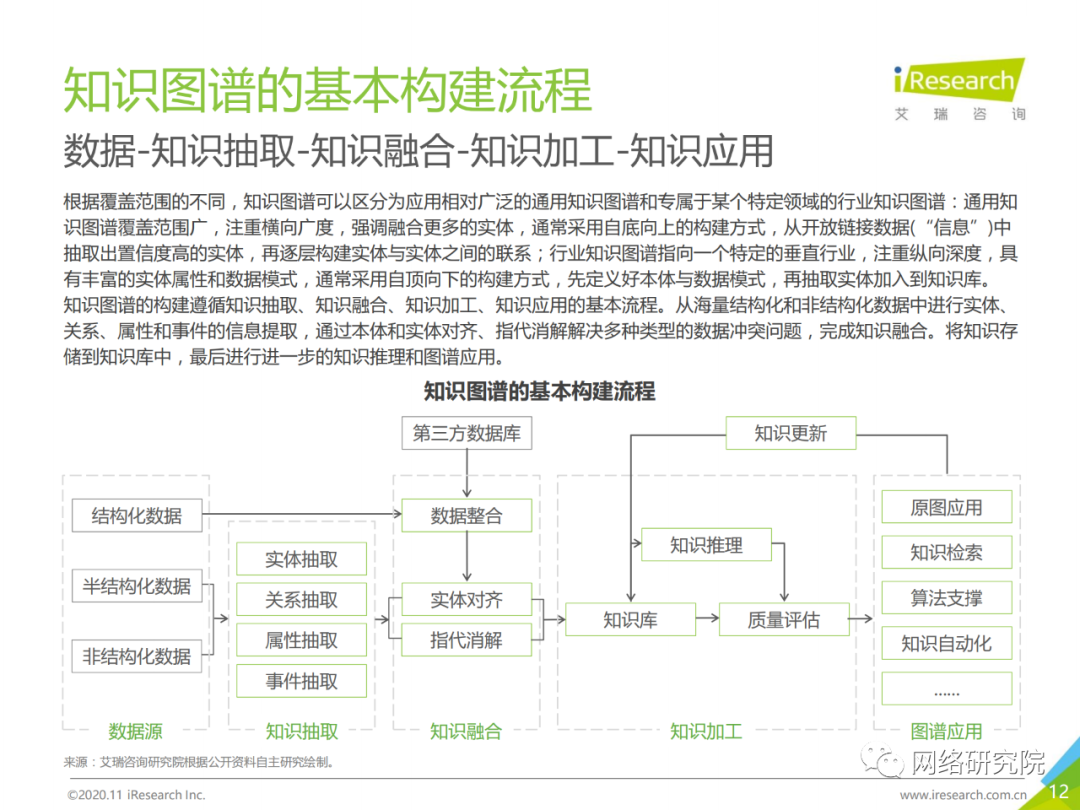 知识图谱的基本构建流程
iResearch
艾 瑞 咨 询
数据-知识抽取-知识融合-知识加工-知识应用
根据覆盖范围的不同，知识图谱可以区分为应用相对广泛的通用知识图谱和专属于某个特定领域的行业知识图谱：通用知
识图谱覆盖范围广，注重横向广度，强调融合更多的实体，通常采用自底向上的构建方式，从开放链接数据(“信息”)中
抽取出置信度高的实体，再逐层构建实体与实体之间的联系；行业知识图谱指向一个特定的垂直行业，注重纵向深度，具
有丰富的实体属性和数据模式，通常采用自顶向下的构建方式，先定义好本体与数据模式，再抽取实体加入到知识库。
知识图谱的构建遵循知识抽取、知识融合、知识加工、知识应用的基本流程。从海量结构化和非结构化数据中进行实体、
关系、属性和事件的信息提取，通过本体和实体对齐、指代消解解决多种类型的数据冲突问题，完成知识融合。将知识存
储到知识库中，最后进行进一步的知识推理和图谱应用。
知识图谱的基本构建流程
第三方数据库
知识更新
结构化数据
半结构化数据
非结构化数据
数据源
实体抽取
关系抽取
属性抽取
事件抽取
知识抽取
数据整合
实体对齐
指代消解
知识融合
知识推理
知识库
质量评估
知识加工
原图应用
知识检索
算法支撑
知识自动化
……
图谱应用
来源：艾瑞咨询研究院根据公开资料自主研究绘制。
网络研究院
©2020.11 iResearch Inc.
www.iresearch.com.cn
12